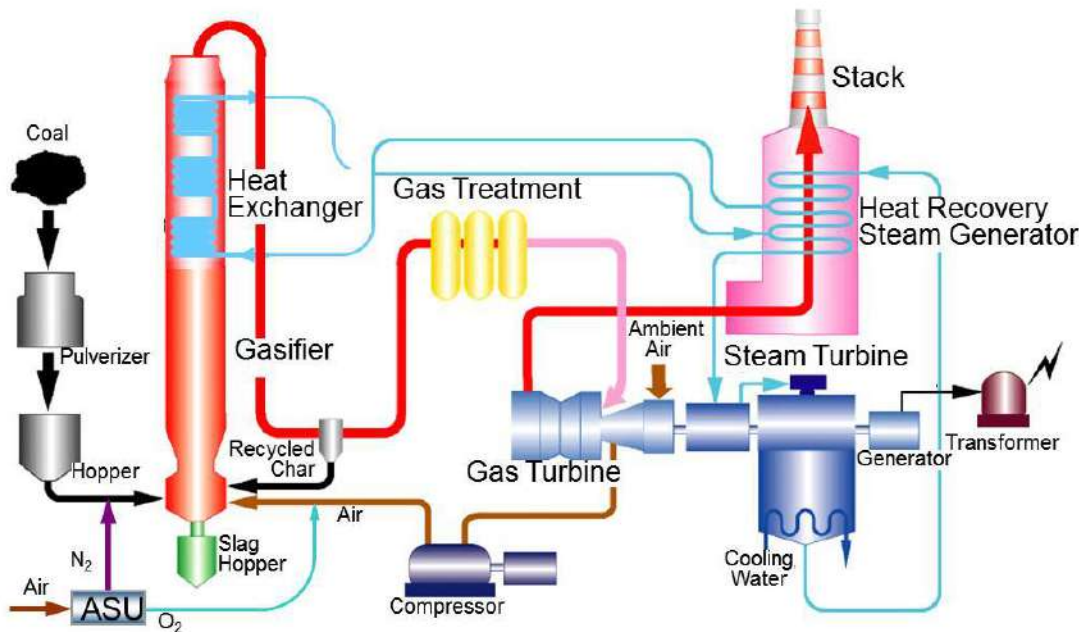 Stack
Coal
Heat
Exchanger
Gas Treatment
Heat Recovery
Steam Generator
Pulverizer
Gasifier
Ambient
Air
Steam Turbine
Recycled
Char
Hopper
Gas Turbine
Generator
Transformer
Air
Slag
Hopper
N2
Cooling
Water
Air
ASU
O2
Compressor